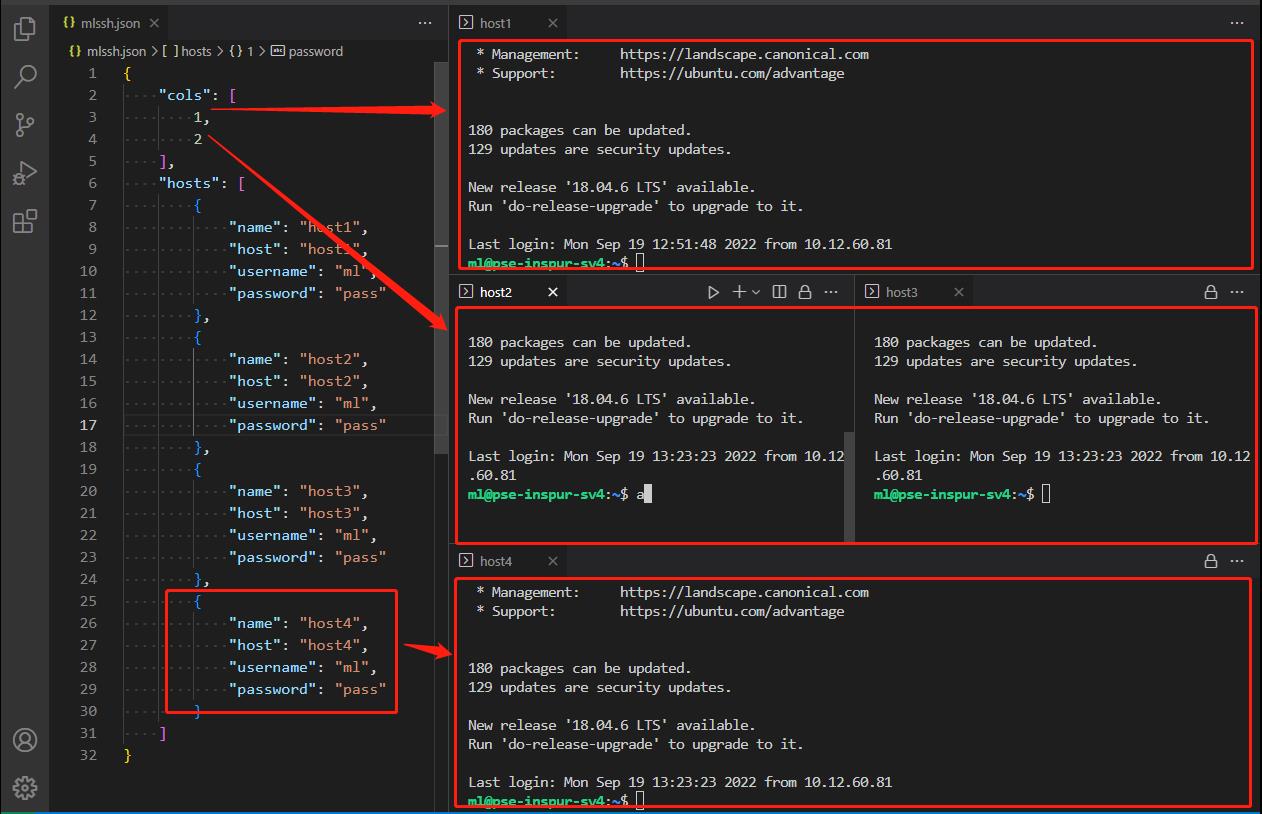 mlssh.json
mlssh.json > [ ] hosts > {} 1 > password
1 {
2 "cols": [
3 1,
4 2
5 ],
6 "hosts": [
7 {
8 "name": "host1",
9 "host": "host1",
10 "username": "ml",
11 "password": "pass"
12 },
13 {
14 "name": "host2",
15 "host": "host2",
16 "username": "ml",
17 "password": "pass"
18 },
19 {
20 "name": "host3",
21 "host": "host3",
22 "username": "ml",
23 "password": "pass"
24 },
25 {
26 "name": "host4",
27 "host": "host4",
28 "username": "ml",
29 "password": "pass"
30 }
31 ]
32 }
host1
* Management: https://landscape.canonical.com
* Support: https://ubuntu.com/advantage
180 packages can be updated.
129 updates are security updates.
New release '18.04.6 LTS' available.
Run 'do-release-upgrade' to upgrade to it.
Last login: Mon Sep 19 12:51:48 2022 from 10.12.60.81
ml@pse-inspur-sv4:~$
host2
180 packages can be updated.
129 updates are security updates.
New release '18.04.6 LTS' available.
Run 'do-release-upgrade' to upgrade to it.
Last login: Mon Sep 19 13:23:23 2022 from 10.12
.60.81
ml@pse-inspur-sv4:~$ a
host3
180 packages can be updated.
129 updates are security updates.
New release '18.04.6 LTS' available.
Run 'do-release-upgrade' to upgrade to it.
Last login: Mon Sep 19 13:23:23 2022 from 10.12
.60.81
ml@pse-inspur-sv4:~$
host4
* Management: https://landscape.canonical.com
* Support: https://ubuntu.com/advantage
180 packages can be updated.
129 updates are security updates.
New release '18.04.6 LTS' available.
Run 'do-release-upgrade' to upgrade to it.
Last login: Mon Sep 19 13:23:23 2022 from 10.12.60.81
ml@pse-inspur-sv4:~$